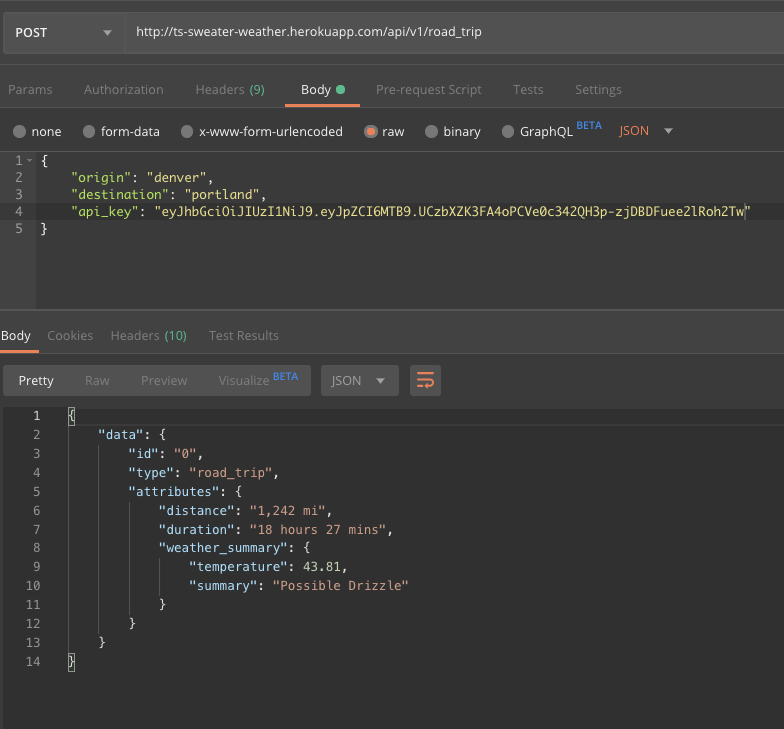 POST http://ts-sweater-weather.herokuapp.com/api/v1/road_trip
Params Authorization Headers (9) Body Pre-request Script Tests Settings
none form-data x-www-form-urlencoded raw binary GraphQL BETA JSON
1 {
2 "origin": "denver",
3 "destination": "portland",
4 "api_key": "eyJhbGciOiJIUzI1NiJ9.eyJpZCI6MTB9.UCzbXZK3FA4oPCVe0c342QH3p-zjDBDFuee2lRoh2Tw"
5 }
Body Cookies Headers (10) Test Results
Pretty Raw Preview Visualize BETA JSON
1 {
2 "data": {
3 "id": "0",
4 "type": "road_trip",
5 "attributes": {
6 "distance": "1,242 mi",
7 "duration": "18 hours 27 mins",
8 "weather_summary": {
9 "temperature": 43.81,
10 "summary": "Possible Drizzle"
11 }
12 }
13 }
14 }